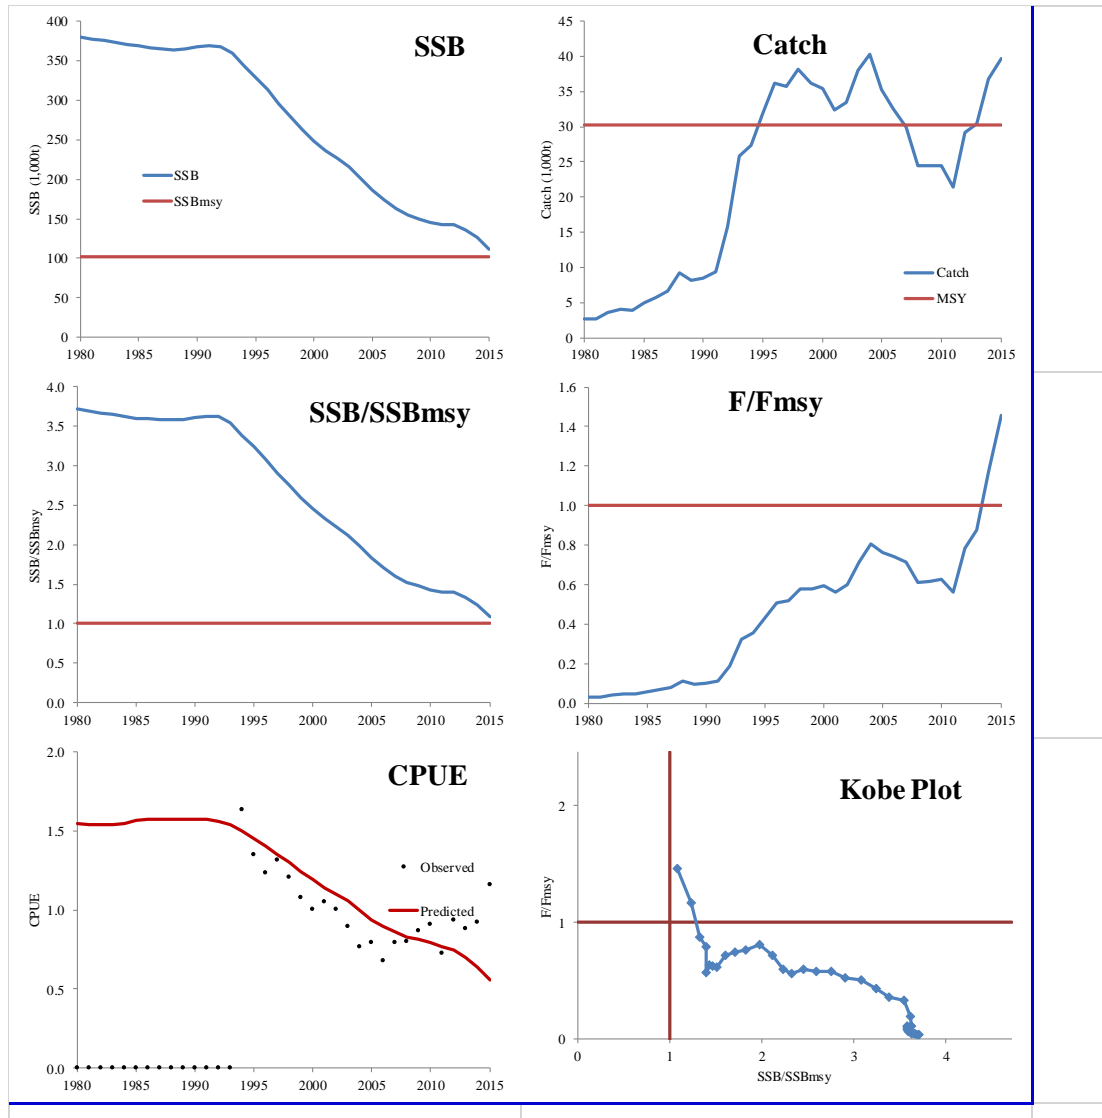 SSB
SSB (1,000t)
400
350
300
250
200
150
100
50
0
SSB
SSBmsy
1980 1985 1990 1995 2000 2005 2010 2015
Catch
Catch (1,000t)
45
40
35
30
25
20
15
10
5
0
Catch
MSY
1980 1985 1990 1995 2000 2005 2010 2015
SSB/SSBmsy
SSB/SSBmsy
4.0
3.5
3.0
2.5
2.0
1.5
1.0
0.5
0.0
1980 1985 1990 1995 2000 2005 2010 2015
F/Fmsy
F/Fmsy
1.6
1.4
1.2
1.0
0.8
0.6
0.4
0.2
0.0
1980 1985 1990 1995 2000 2005 2010 2015
CPUE
CPUE
2.0
1.5
1.0
0.5
0.0
Observed
Predicted
1980 1985 1990 1995 2000 2005 2010 2015
Kobe Plot
F/Fmsy
2
1
0
0 1 2 3 4
SSB/SSBmsy